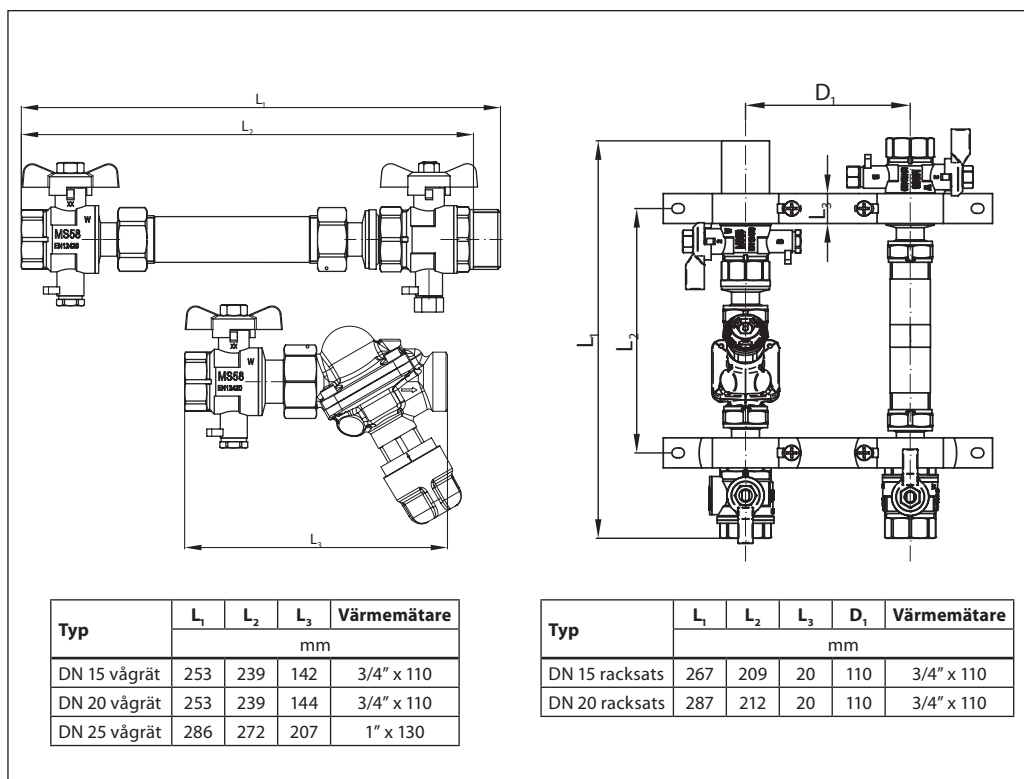 L₁
L₂
D₁
XX
W
MS58
EN12420
XX
W
MS58
EN12420
L₃
L₁
L₂
L₃
Typ L₁ L₂ L₃ Värmemätare
mm
DN 15 vågrät 253 239 142 3/4” x 110
DN 20 vågrät 253 239 144 3/4” x 110
DN 25 vågrät 286 272 207 1” x 130
Typ L₁ L₂ L₃ D₁ Värmemätare
mm
DN 15 racksats 267 209 20 110 3/4” x 110
DN 20 racksats 287 212 20 110 3/4” x 110